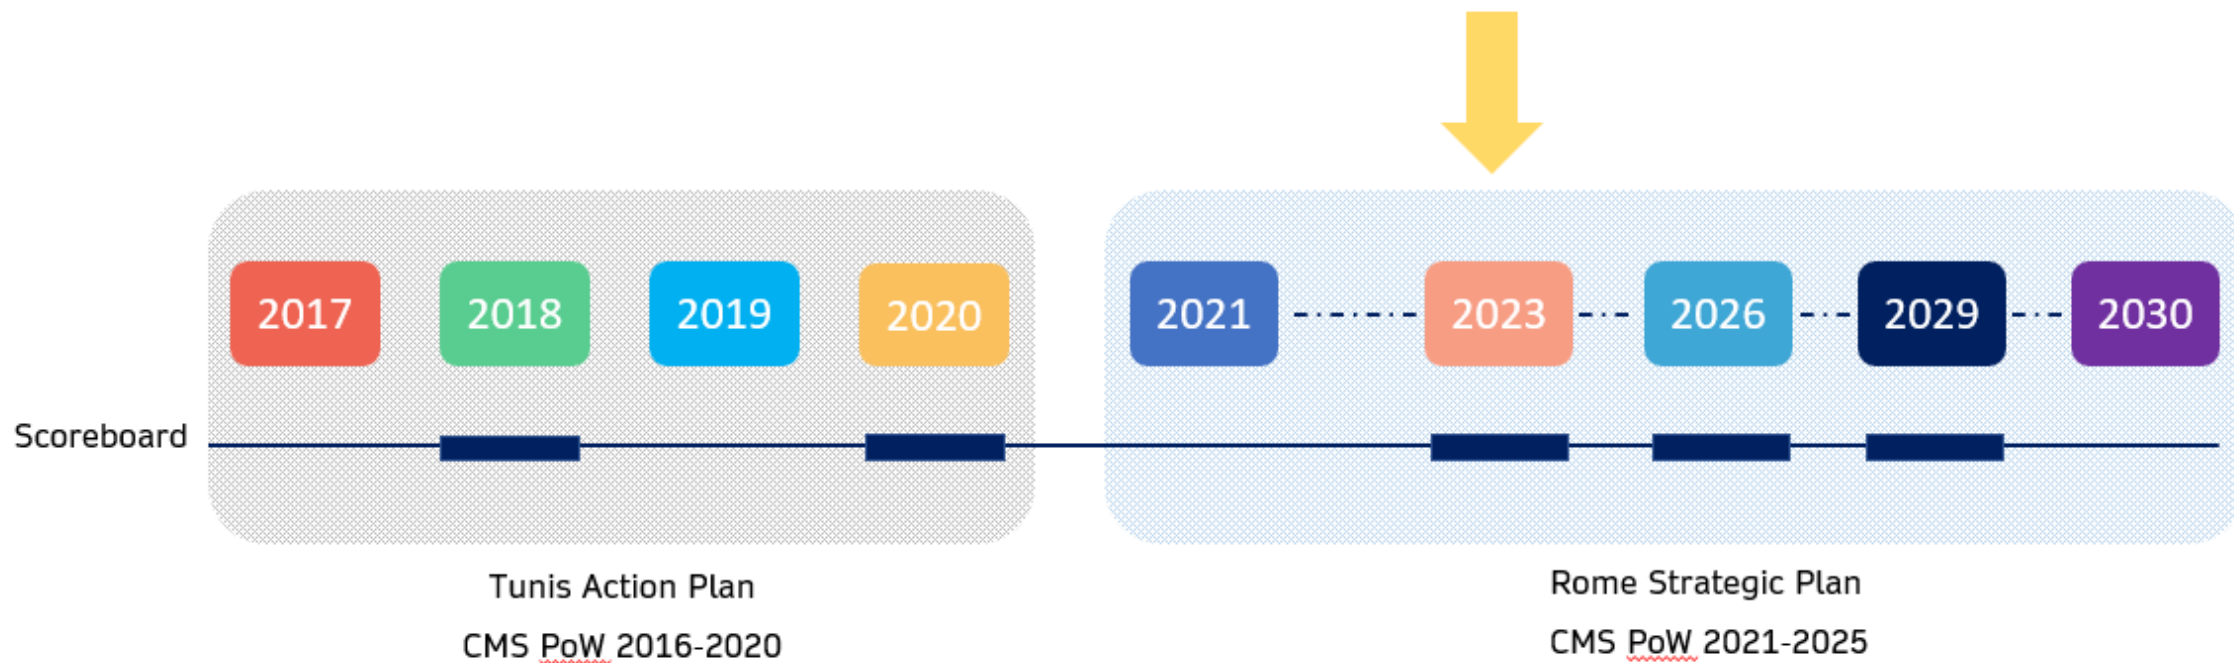 2017 2018 2019 2020 2021 2023 2026 2029 2030
Scoreboard
Tunis Action Plan
CMS PoW 2016-2020
Rome Strategic Plan
CMS PoW 2021-2025